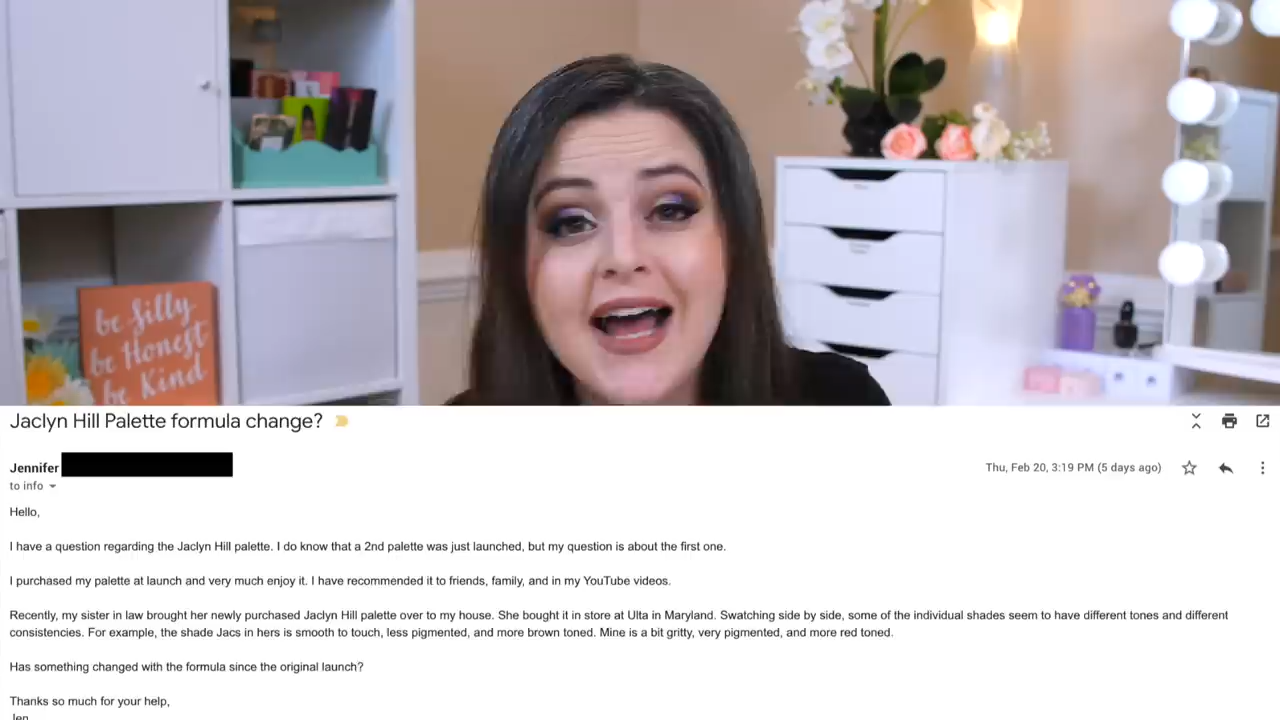 be Silly
be Honest
be Kind
Jaclyn Hill Palette formula change?
Jennifer
Thu, Feb 20, 3:19 PM (5 days ago)
to info
Hello,
I have a question regarding the Jaclyn Hill palette. I do know that a 2nd palette was just launched, but my question is about the first one.
I purchased my palette at launch and very much enjoy it. I have recommended it to friends, family, and in my YouTube videos.
Recently, my sister in law brought her newly purchased Jaclyn Hill palette over to my house. She bought it in store at Ulta in Maryland. Swatching side by side, some of the individual shades seem to have different tones and different
consistencies. For example, the shade Jacs in hers is smooth to touch, less pigmented, and more brown toned. Mine is a bit gritty, very pigmented, and more red toned.
Has something changed with the formula since the original launch?
Thanks so much for your help,
Jen